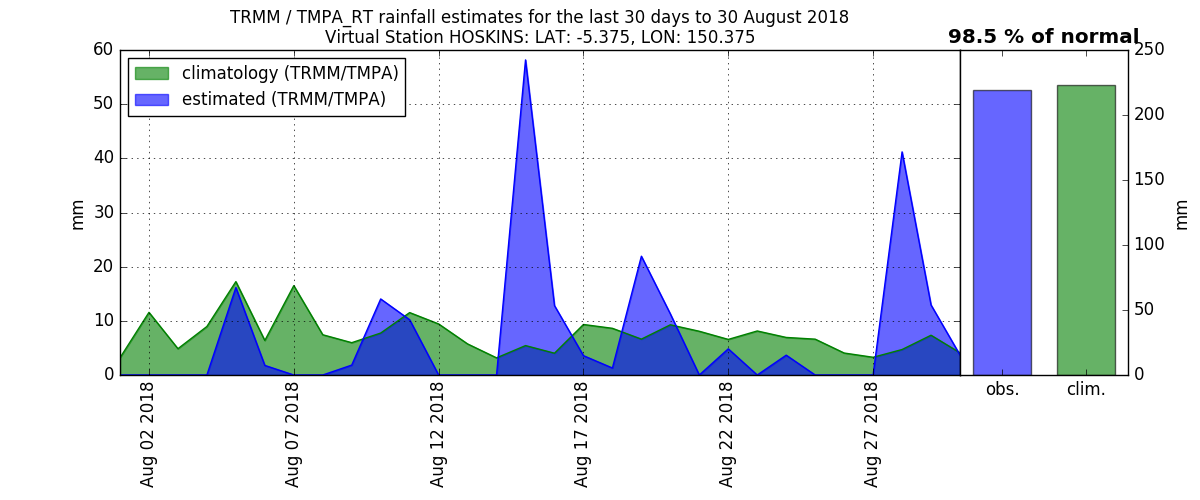 TRMM / TMPA_RT rainfall estimates for the last 30 days to 30 August 2018
Virtual Station HOSKINS: LAT: -5.375, LON: 150.375
98.5 % of normal
climatology (TRMM/TMPA)
estimated (TRMM/TMPA)
60
50
40
30
20
10
0
mm
Aug 02 2018
Aug 07 2018
Aug 12 2018
Aug 17 2018
Aug 22 2018
Aug 27 2018
obs.
clim.
250
200
150
100
50
0
mm